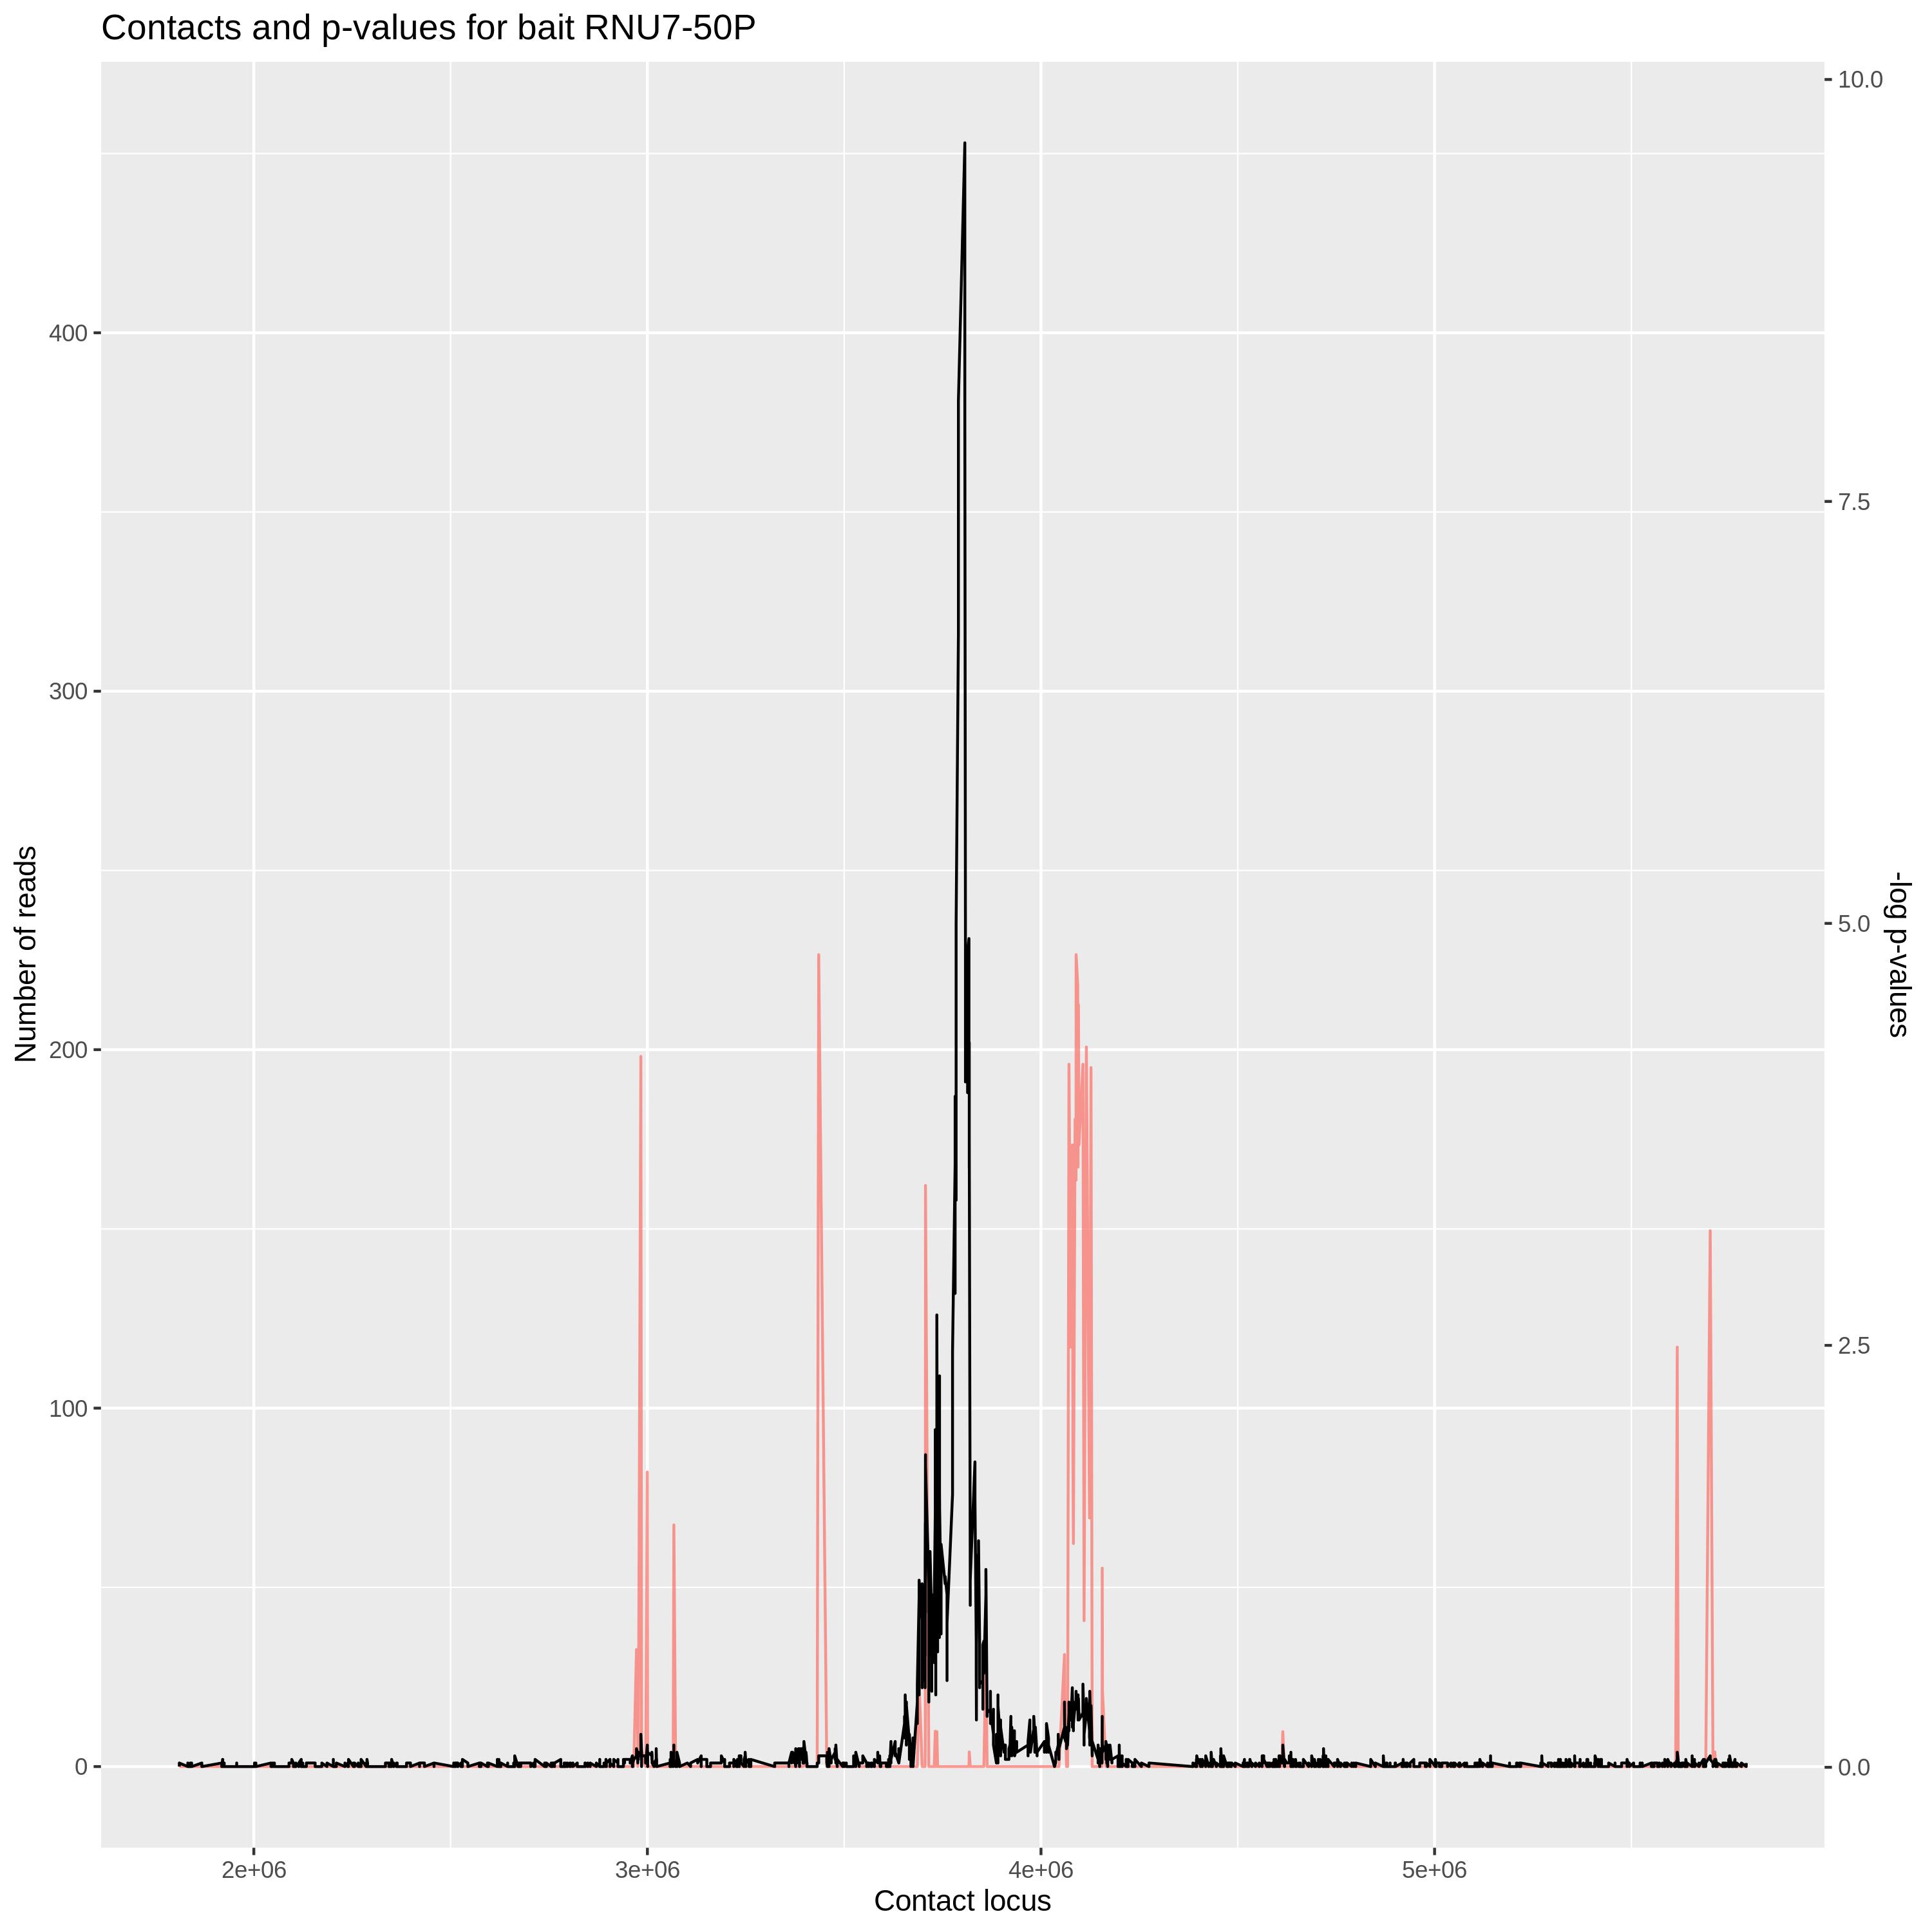 Contacts and p-values for bait RNU7-50P
10.0
400
7.5
300
5.0
Number of reads
-log p-values
200
2.5
100
0
0.0
2e+06
3e+06
4e+06
5e+06
Contact locus